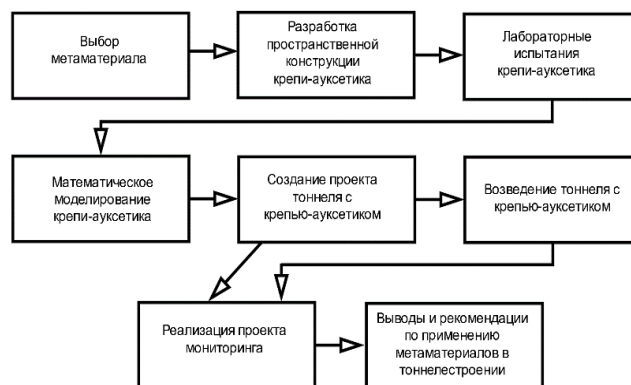 Выбор
метаматериала
Разработка
пространственной
конструкции
крепи-ауксетика
Лабораторные
испытания
крепи-ауксетика
Математическое
моделирование
крепи-ауксетика
Создание проекта
тоннеля с
крепью-ауксетиком
Возведение тоннеля с
крепью-ауксетиком
Реализация проекта
мониторинга
Выводы и рекомендации
по применению
метаматериалов в
тоннелестроении